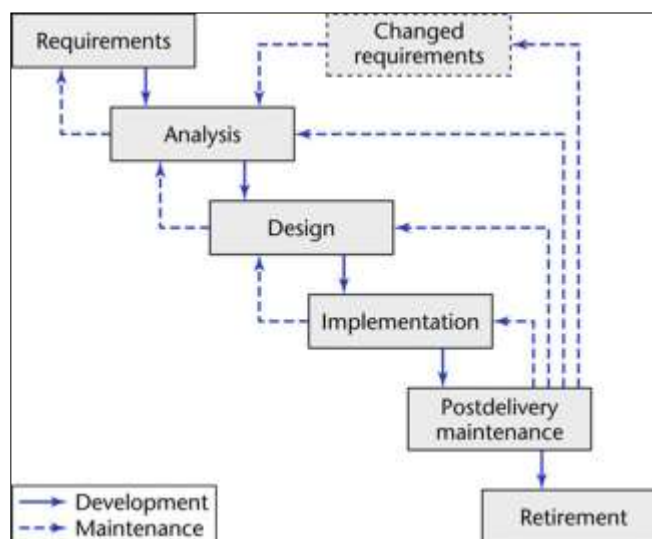 Requirements
Changed
requirements
Analysis
Design
Implementation
Postdelivery
maintenance
Retirement
Development
Maintenance